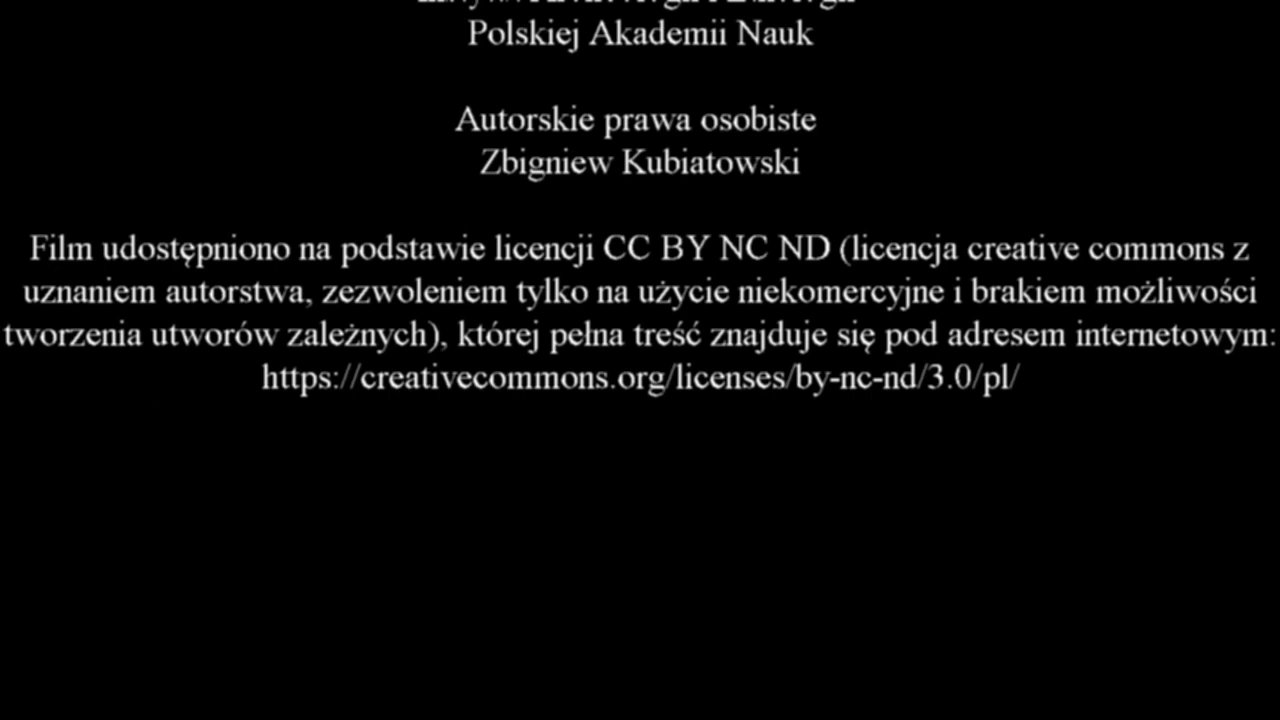 Polskiej Akademii Nauk
Autorskie prawa osobiste
Zbigniew Kubiatowski
Film udostępniono na podstawie licencji CC BY NC ND (licencja creative commons z
uznaniem autorstwa, zezwoleniem tylko na użycie niekomercyjne i brakiem możliwości
tworzenia utworów zależnych), której pełna treść znajduje się pod adresem internetowym:
https://creativecommons.org/licenses/by-nc-nd/3.0/pl/